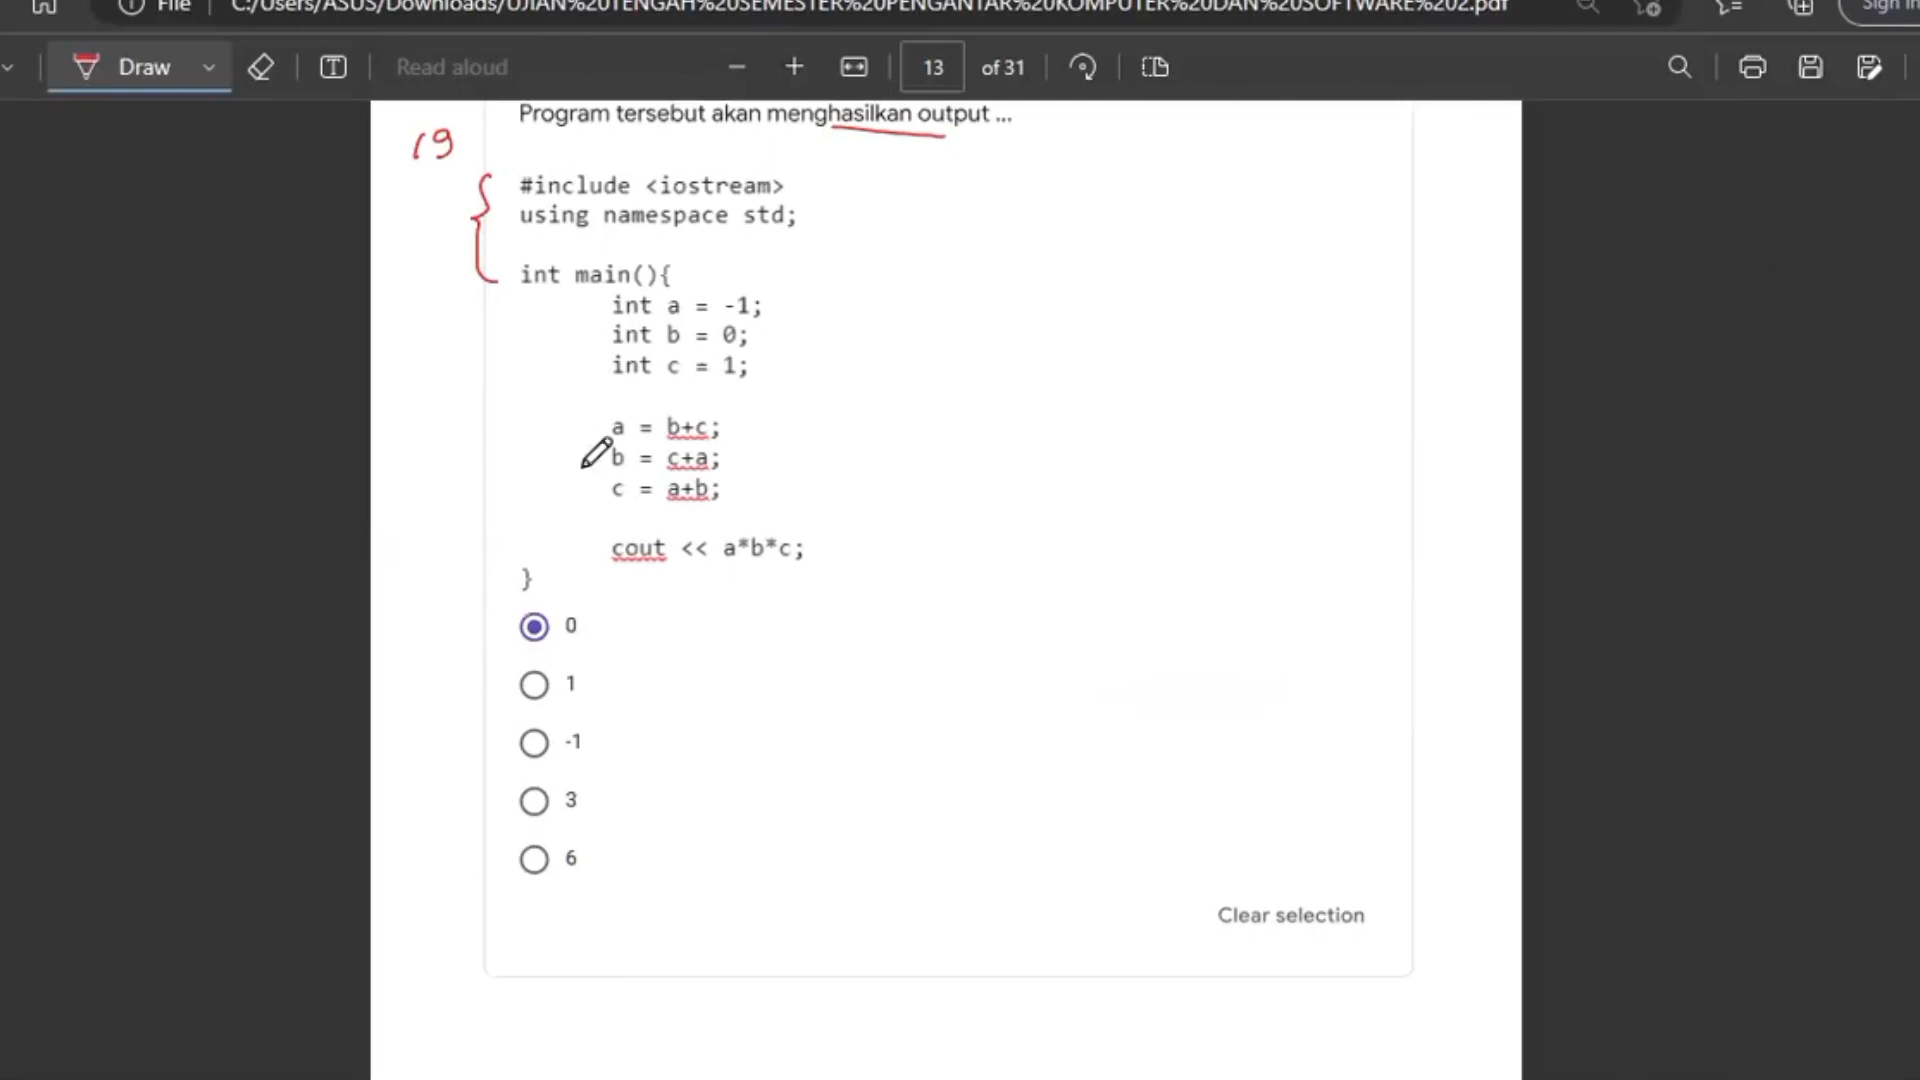 File
C:/Users/ASUS/Downloads/UJIAN%20TENGAH%20SEMESTER%20PENGANTAR%20KOMPUTER%20DAN%20SOFTWARE%202.pdf
Sign in
Draw
Read aloud
13 of 31
Program tersebut akan menghasilkan output ...
19
#include <iostream>
using namespace std;
int main(){
int a = -1;
int b = 0;
int c = 1;
a = b+c;
b = c+a;
c = a+b;
cout << a*b*c;
}
0
1
-1
3
6
Clear selection